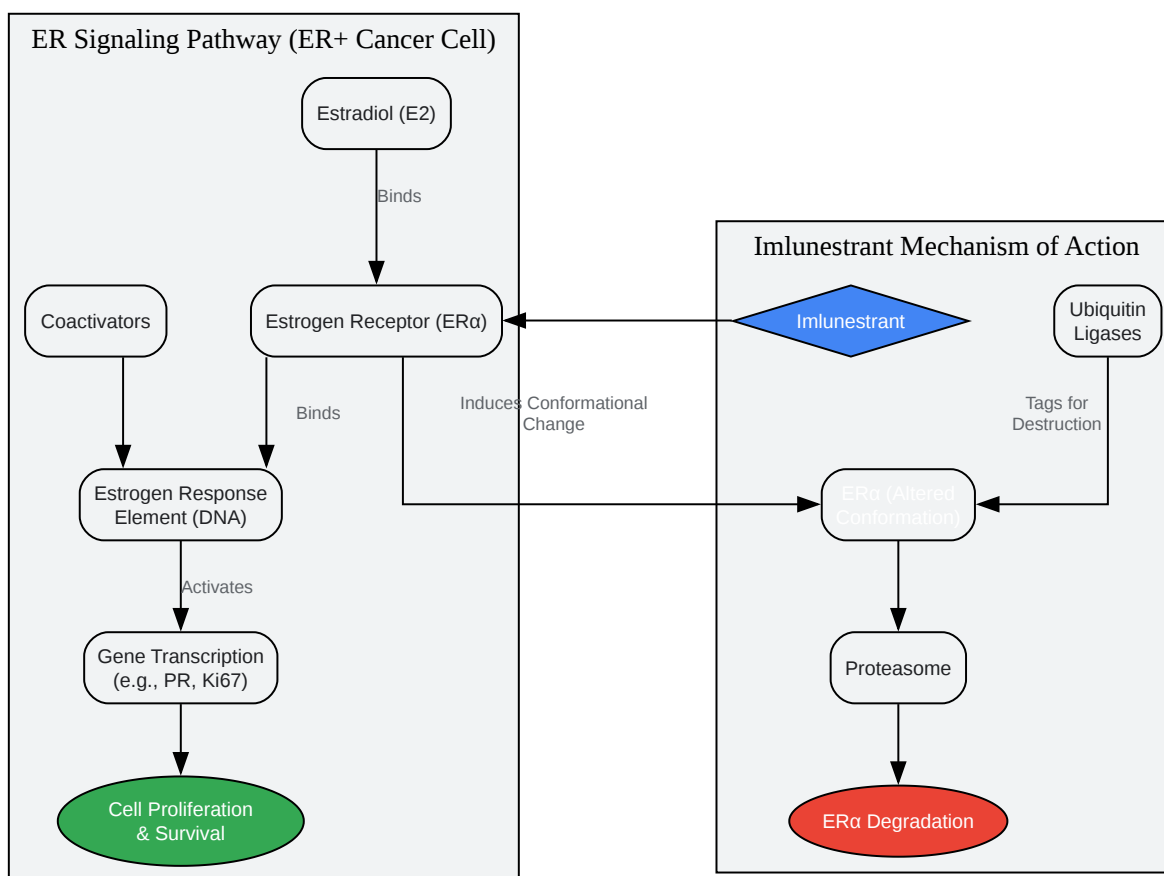 ER Signaling Pathway (ER+ Cancer Cell)
Estradiol (E2)
Binds
Coactivators
Estrogen Receptor (ERα)
Binds
Estrogen Response
Element (DNA)
Activates
Gene Transcription
(e.g., PR, Ki67)
Cell Proliferation
& Survival
Induces Conformational
Change
Imlunestrant Mechanism of Action
Imlunestrant
Ubiquitin
Ligases
Tags for
Destruction
ERα (Altered
Conformation)
Proteasome
ERα Degradation